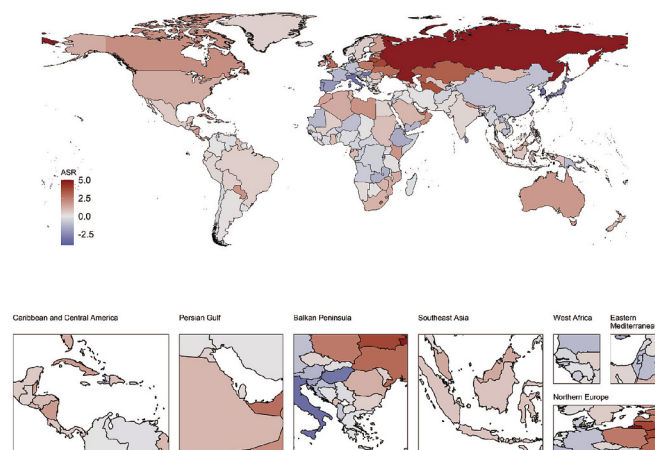 ASR
5.0
2.5
0.0
-2.5
Caribbean and Central America
Persian Gulf
Balkan Peninsula
Southeast Asia
West Africa
Eastern
Mediterranean
Northern Europe